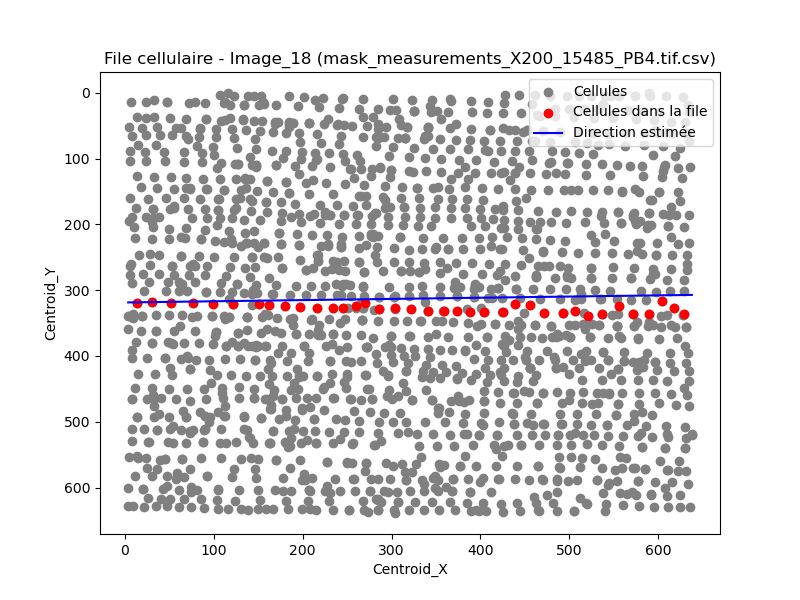 File cellulaire - Image_18 (mask_measurements_X200_15485_PB4.tif.csv)
Cellules
Cellules dans la file
Direction estimée
0
100
200
300
400
500
600
Centroid_Y
0 100 200 300 400 500 600
Centroid_X